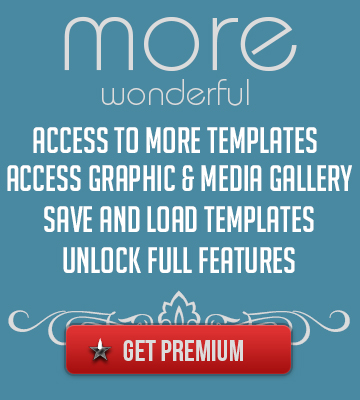 more
wonderful
ACCESS TO MORE TEMPLATES
ACCESS GRAPHIC & MEDIA GALLERY
SAVE AND LOAD TEMPLATES
UNLOCK FULL FEATURES
GET PREMIUM